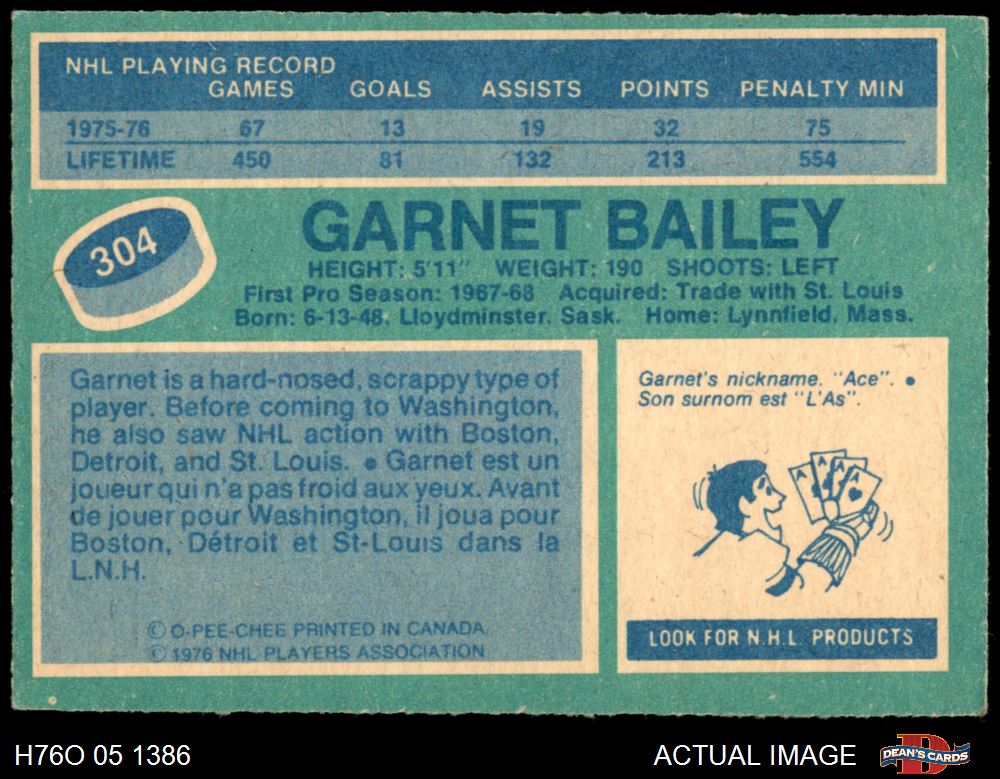 NHL PLAYING RECORD
GAMES GOALS ASSISTS POINTS PENALTY MIN
1975-76 67 13 19 32 75
LIFETIME 450 81 132 213 554
304
GARNET BAILEY
HEIGHT: 5'11" WEIGHT: 190 SHOOTS: LEFT
First Pro Season: 1967-68 Acquired: Trade with St. Louis
Born: 6-13-48, Lloydminster, Sask. Home: Lynnfield, Mass.
Garnet is a hard-nosed, scrappy type of
player. Before coming to Washington,
he also saw NHL action with Boston,
Detroit, and St. Louis. • Garnet est un
joueur qui n'a pas froid aux yeux. Avant
de jouer pour Washington, il joua pour
Boston, Détroit et St-Louis dans la
L.N.H.
© O-PEE-CHEE PRINTED IN CANADA
© 1976 NHL PLAYERS ASSOCIATION
Garnet's nickname. "Ace". •
Son surnom est "L'As".
A A A A
LOOK FOR N.H.L. PRODUCTS
H76O 05 1386
ACTUAL IMAGE
D
DEAN'S CARDS